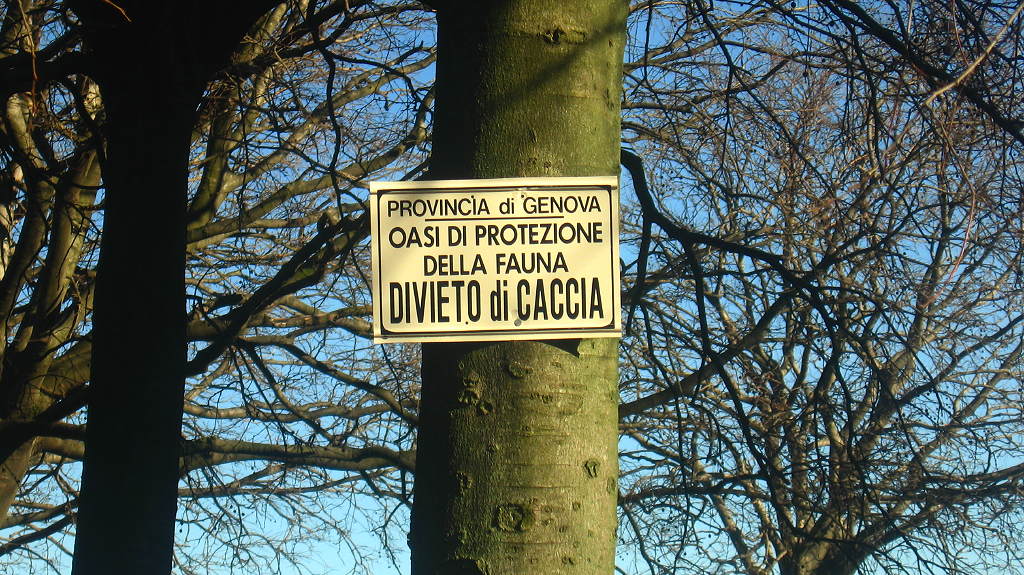 PROVINCIA di GENOVA
OASI DI PROTEZIONE
DELLA FAUNA
DIVIETO di CACCIA